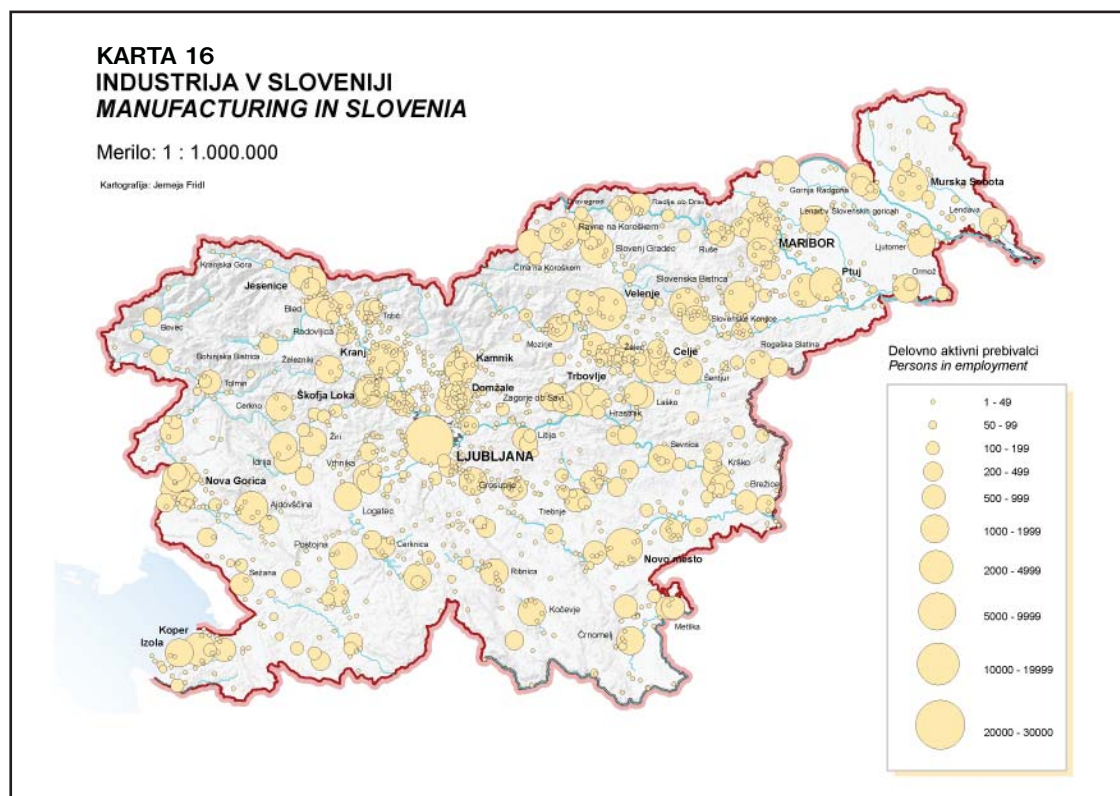 KARTA 16
INDUSTRIJA V SLOVENIJI
MANUFACTURING IN SLOVENIA
Merilo: 1 : 1.000.000
Kartografija: Jerneja Fridl
Gornja Radgona
Murska Sobota
Dravograd
Radlje ob Dravi
Lenart v Slovenskih goricah
Lendava
Ravne na Koroškem
MARIBOR
Slovenj Gradec
Ruše
Ljutomer
Kranjska Gora
Črna na Koroškem
Slovenska Bistrica
Ptuj
Ormož
Jesenice
Velenje
Bled
Tržič
Slovenske Konjice
Bovec
Radovljica
Mozirje
Rogaška Slatina
Bohinjska Bistrica
Kranj
Kamnik
Žalec
Celje
Železniki
Trbovlje
Šentjur
Tolmin
Škofja Loka
Domžale
Zagorje ob Savi
Laško
Cerkno
Hrastnik
Žiri
Litija
Idrija
Vrhnika
LJUBLJANA
Sevnica
Krško
Nova Gorica
Grosuplje
Brežice
Ajdovščina
Logatec
Trebnje
Postojna
Cerknica
Novo mesto
Sežana
Ribnica
Kočevje
Metlika
Koper
Izola
Črnomelj
Delovno aktivni prebivalci
Persons in employment
1 - 49
50 - 99
100 - 199
200 - 499
500 - 999
1000 - 1999
2000 - 4999
5000 - 9999
10000 - 19999
20000 - 30000